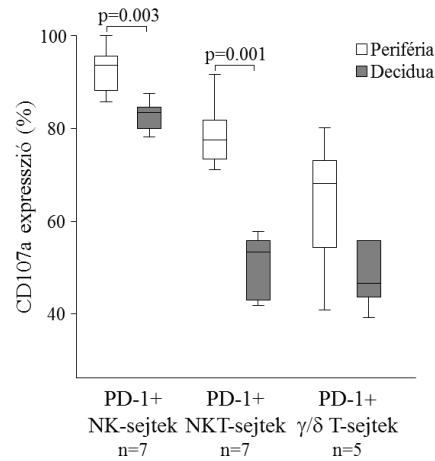 p=0.003
p=0.001
Periféria
Decidua
CD107a expresszió (%)
100
80
60
40
PD-1+ PD-1+ PD-1+
NK-sejtek NKT-sejtek γ/δ T-sejtek
n=7 n=7 n=5